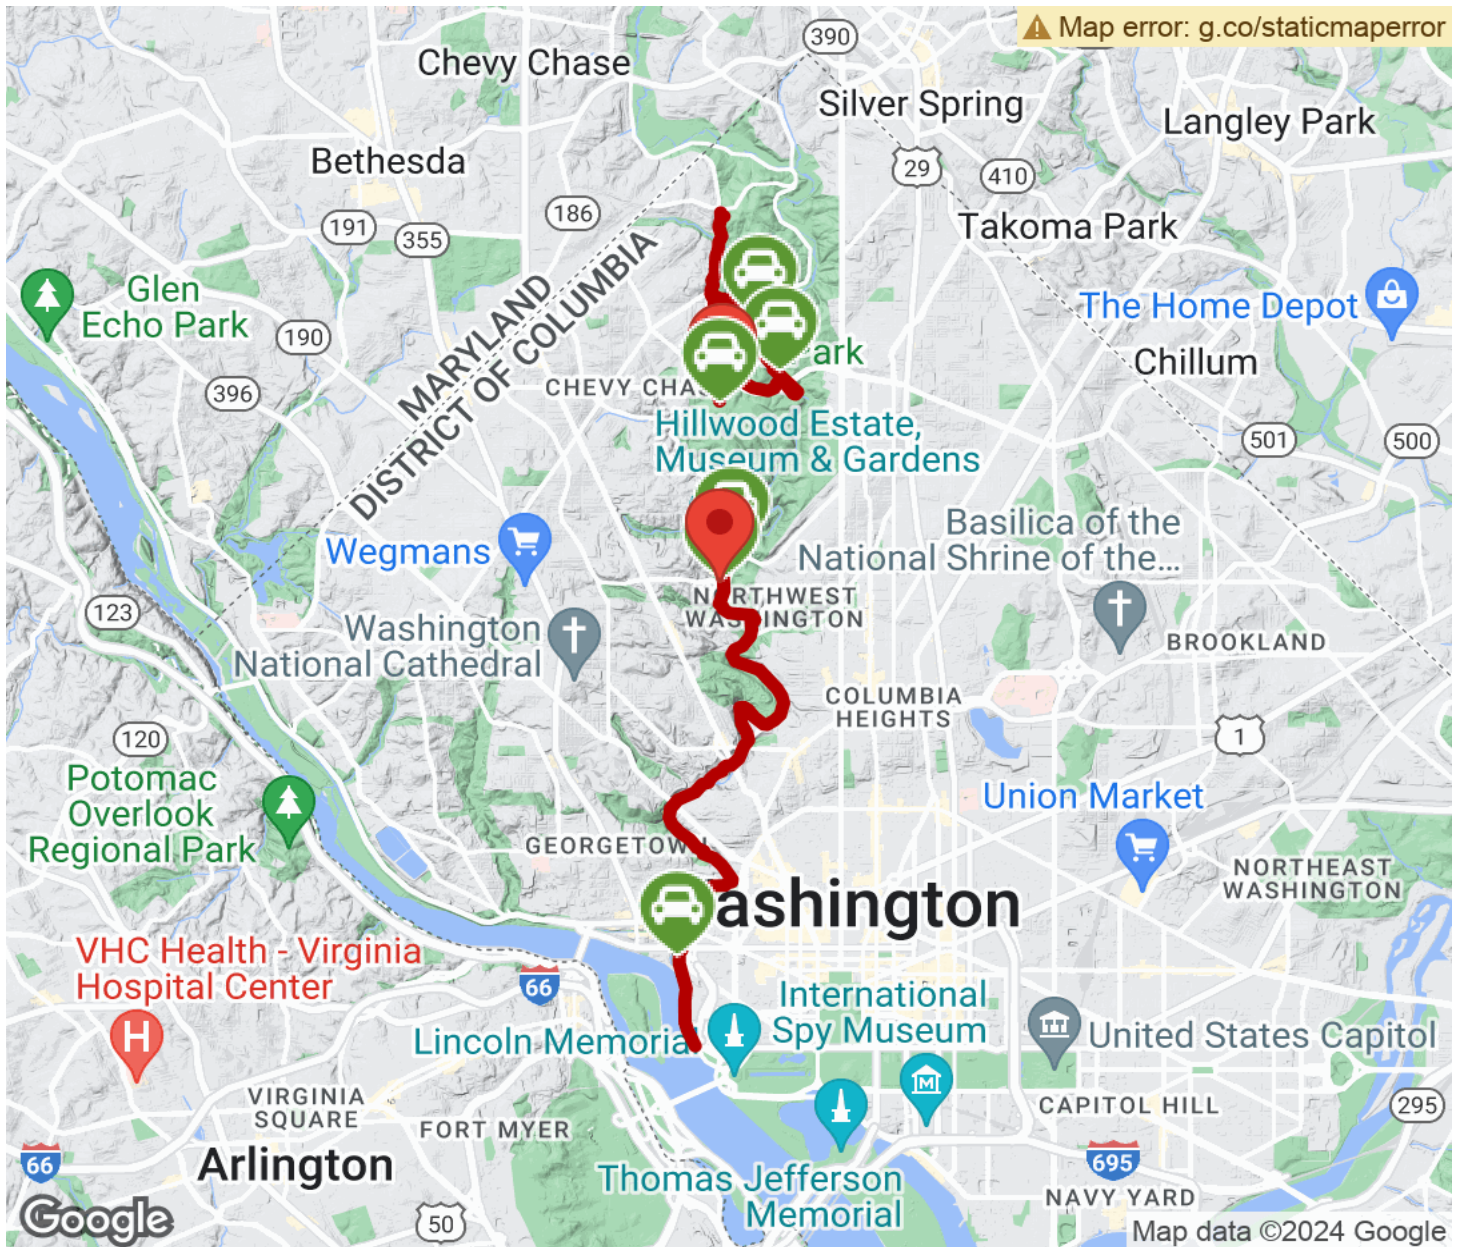 Map error: g.co/staticmaperror
390
Chevy Chase
Silver Spring
Langley Park
Bethesda
29
410
186
191
355
Takoma Park
Glen
Echo Park
190
396
MARYLAND
DISTRICT OF COLUMBIA
The Home Depot
Chillum
ark
CHEVY CHA
Hillwood Estate,
Museum & Gardens
501
500
Wegmans
Basilica of the
National Shrine of the...
123
NORTHWEST
WASHINGTON
Washington
National Cathedral
BROOKLAND
COLUMBIA
HEIGHTS
120
1
Potomac
Overlook
Regional Park
Union Market
GEORGETOWN
NORTHEAST
WASHINGTON
ashington
VHC Health - Virginia
Hospital Center
H
66
International
Spy Museum
Lincoln Memorial
United States Capitol
M
VIRGINIA
SQUARE
FORT MYER
CAPITOL HILL
295
66
Arlington
695
Thomas Jefferson
Memorial
NAVY YARD
Google
50
Map data ©2024 Google